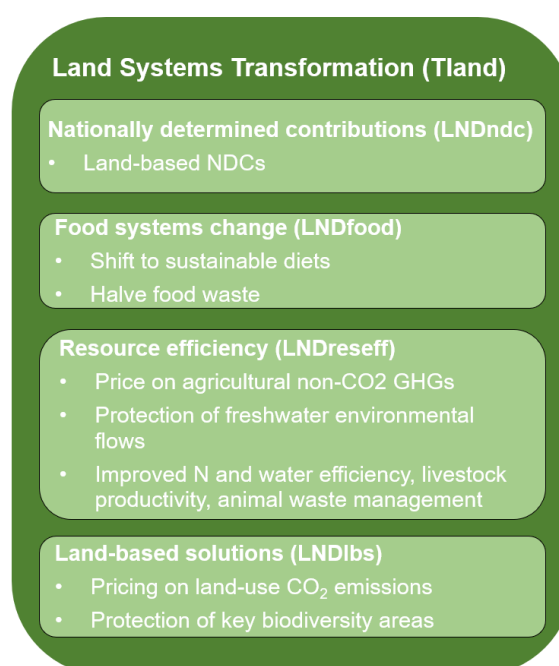 Land Systems Transformation (Tland)
Nationally determined contributions (LNDndc)
• Land-based NDCs
Food systems change (LNDfood)
• Shift to sustainable diets
• Halve food waste
Resource efficiency (LNDreseff)
• Price on agricultural non-CO2 GHGs
• Protection of freshwater environmental
flows
• Improved N and water efficiency, livestock
productivity, animal waste management
Land-based solutions (LNDlbs)
• Pricing on land-use CO₂ emissions
• Protection of key biodiversity areas